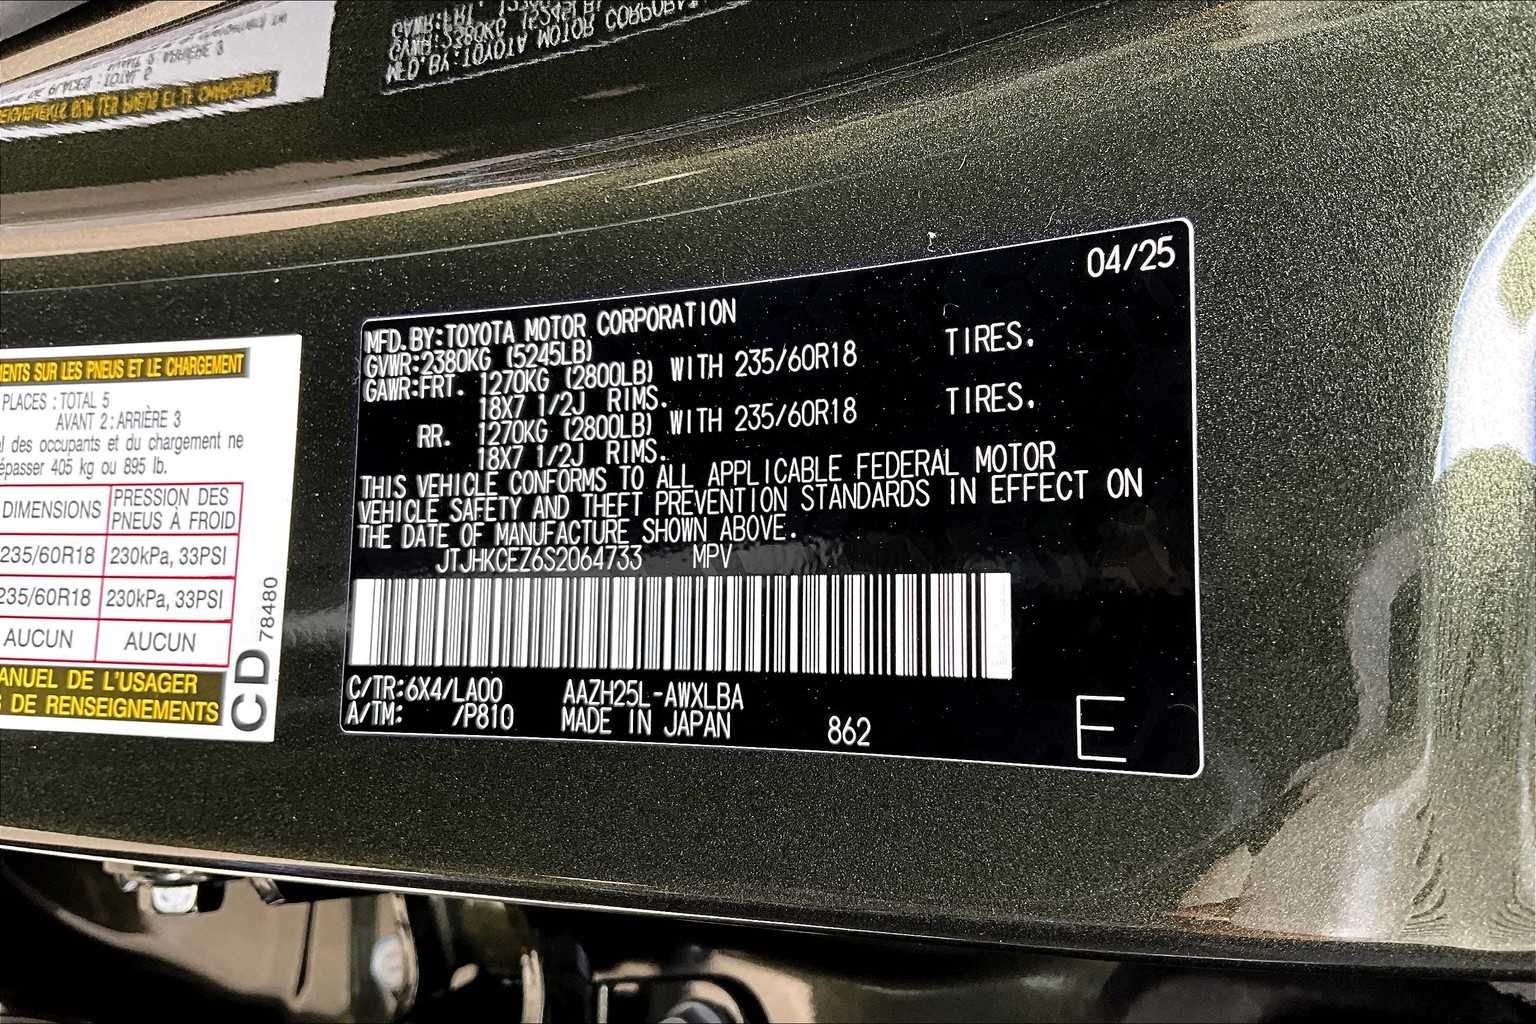 MFD.BY:TOYOTA MOTOR CORPORATION
04/25
GVWR:2380KG (5245LB)
GAWR:FRT. 1270KG (2800LB) WITH 235/60R18 TIRES.
18X7 1/2J RIMS.
RR. 1270KG (2800LB) WITH 235/60R18 TIRES.
18X7 1/2J RIMS.
THIS VEHICLE CONFORMS TO ALL APPLICABLE FEDERAL MOTOR
VEHICLE SAFETY AND THEFT PREVENTION STANDARDS IN EFFECT ON
THE DATE OF MANUFACTURE SHOWN ABOVE.
JTJHKCEZ6S2064733 MPV
C/TR:6X4/LA00 AAZH25L-AWXLBA
A/TM: /P810 MADE IN JAPAN 862 E
SUR LES PNEUS ET LE CHARGEMENT
PLACES : TOTAL 5
AVANT 2: ARRIÈRE 3
des occupants et du chargement ne
405 kg ou 895 lb.
DIMENSIONS PRESSION DES
PNEUS À FROID
235/60R18 230kPa, 33PSI
235/60R18 230kPa, 33PSI
AUCUN AUCUN
DE L'USAGER
DE RENSEIGNEMENTS
CD 78480